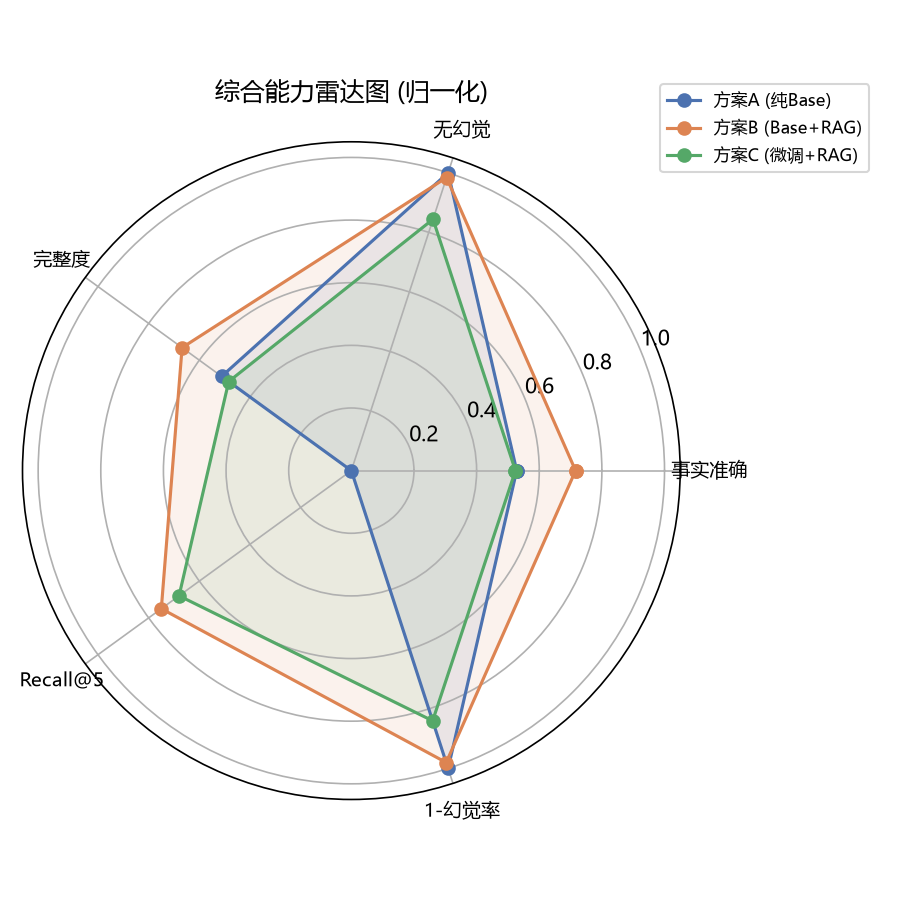 综合能力雷达图 (归一化)
方案A (纯Base)
方案B (Base+RAG)
方案C (微调+RAG)
无幻觉
完整度
1.0
0.8
0.6
0.4
0.2
事实准确
Recall@5
1-幻觉率